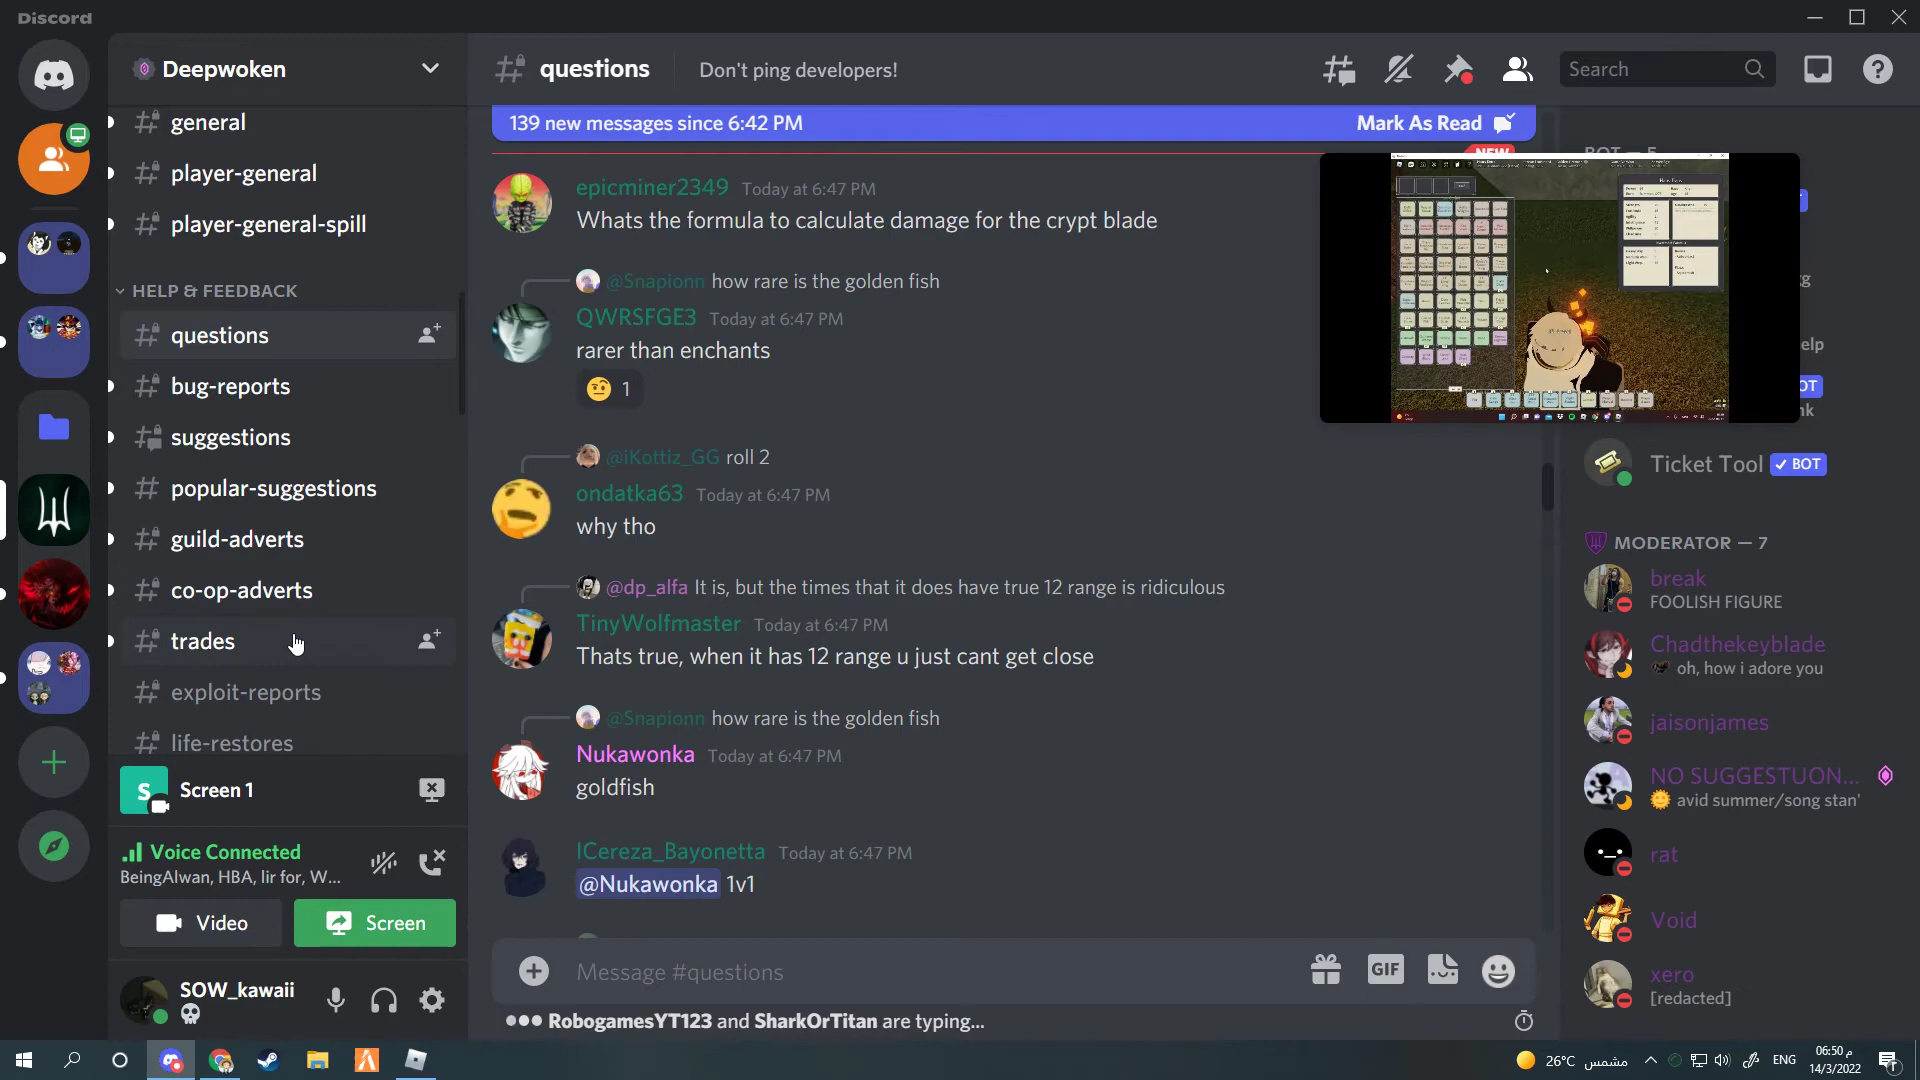 Discord
Deepwoken
questions
Don't ping developers!
Search
general
player-general
player-general-spill
HELP & FEEDBACK
questions
bug-reports
suggestions
popular-suggestions
guild-adverts
co-op-adverts
trades
exploit-reports
life-restores
S
Screen 1
Voice Connected
BeingAlwan, HBA, lir for, W...
Video
Screen
SOW_kawaii
139 new messages since 6:42 PM
Mark As Read
NEW
epicminer2349 Today at 6:47 PM
Whats the formula to calculate damage for the crypt blade
@Snapionn how rare is the golden fish
QWRSFGE3 Today at 6:47 PM
rarer than enchants
1
@iKottiz_GG roll 2
ondatka63 Today at 6:47 PM
why tho
@dp_alfa It is, but the times that it does have true 12 range is ridiculous
TinyWolfmaster Today at 6:47 PM
Thats true, when it has 12 range u just cant get close
@Snapionn how rare is the golden fish
Nukawonka Today at 6:47 PM
goldfish
ICereza_Bayonetta Today at 6:47 PM
@Nukawonka 1v1
Message #questions
GIF
RobogamesYT123 and SharkOrTitan are typing...
BOT — 5
Ticket Tool
BOT
MODERATOR — 7
break
FOOLISH FIGURE
Chadthekeyblade
oh, how i adore you
jaisonjames
NO SUGGESTUON...
avid summer/song stan'
rat
Void
xero
[redacted]
26°C مشمس
ENG
06:50 م
14/3/2022